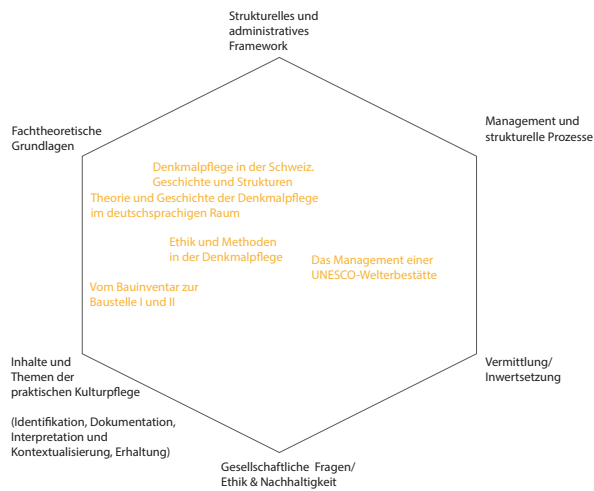 Strukturelles und
administratives
Framework
Fachtheoretische
Grundlagen
Management und
strukturelle Prozesse
Denkmalpflege in der Schweiz.
Geschichte und Strukturen
Theorie und Geschichte der Denkmalpflege
im deutschsprachigen Raum
Ethik und Methoden
in der Denkmalpflege
Das Management einer
UNESCO-Welterbestätte
Vom Bauinventar zur
Baustelle I und II
Inhalte und
Themen der
praktischen Kulturpflege
(Identifikation, Dokumentation,
Interpretation und
Kontextualisierung, Erhaltung)
Vermittlung/
Inwertsetzung
Gesellschaftliche Fragen/
Ethik & Nachhaltigkeit